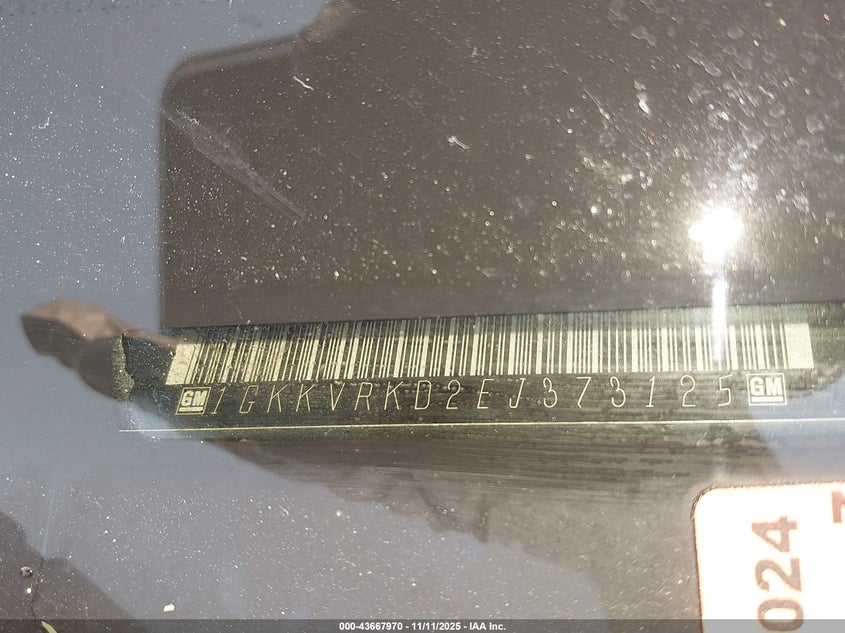 GM 1GKKVRKD2EJ373125 GM
024
000-43667970 - 11/11/2025 - IAA Inc.